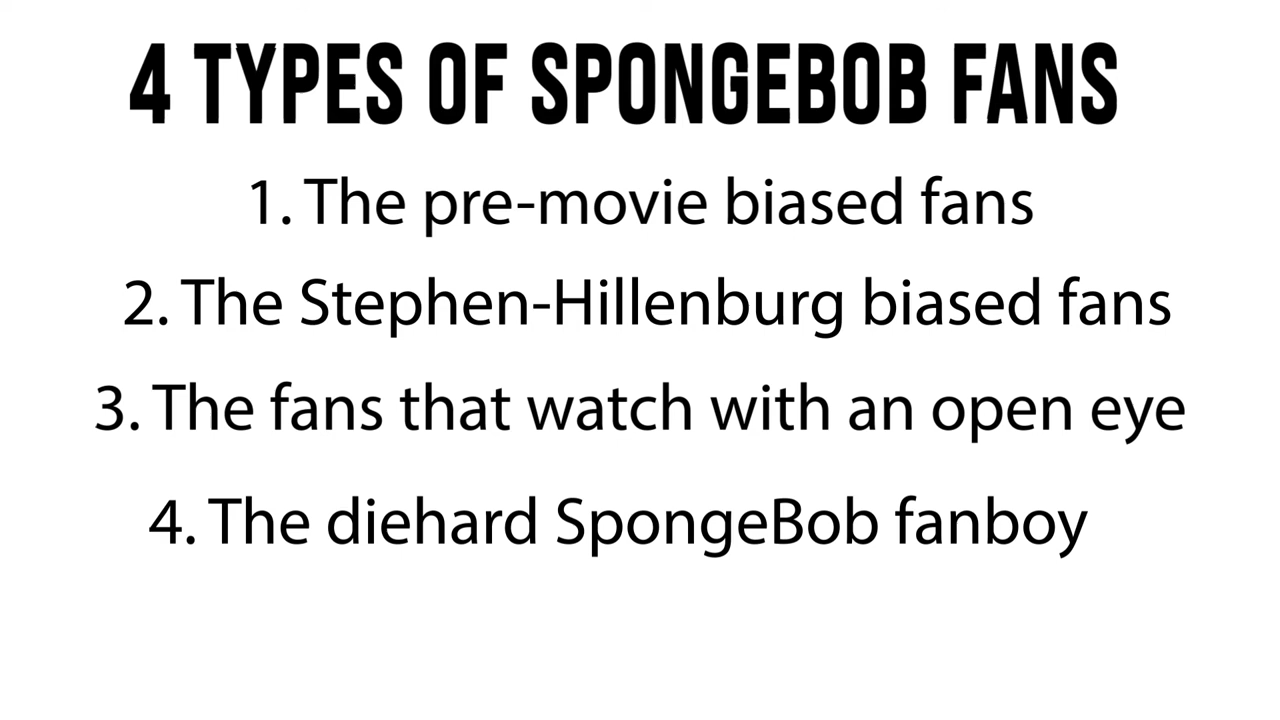 4 TYPES OF SPONGEBOB FANS
1. The pre-movie biased fans
2. The Stephen-Hillenburg biased fans
3. The fans that watch with an open eye
4. The diehard SpongeBob fanboy